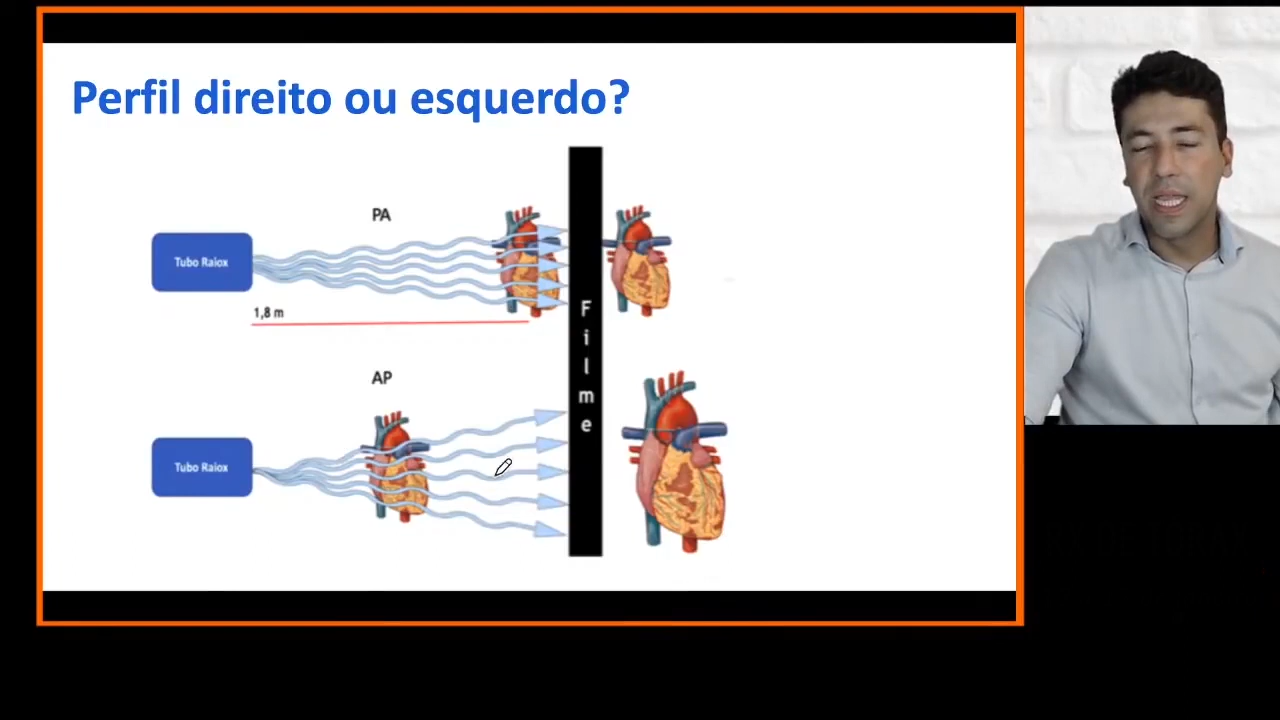 Perfil direito ou esquerdo?
PA
Tubo Raiox
1,8 m
F
i
l
m
e
AP
Tubo Raiox